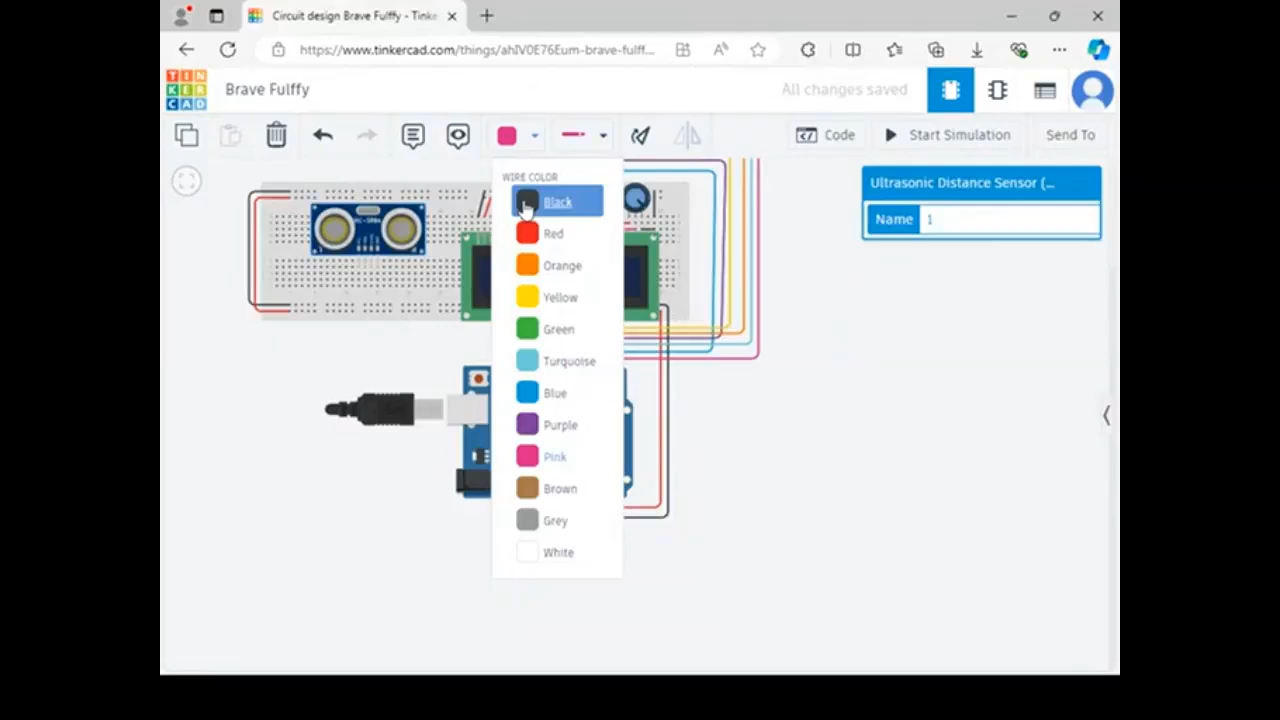 Circuit design Brave Fulffy - Tinke
https://www.tinkercad.com/things/ahIV0E76Eum-brave-fulff...
TIN
KER
CAD
Brave Fulffy
All changes saved
Code
Start Simulation
Send To
WIRE COLOR
Black
Red
Orange
Yellow
Green
Turquoise
Blue
Purple
Pink
Brown
Grey
White
Ultrasonic Distance Sensor (...
Name 1
HC-SR04